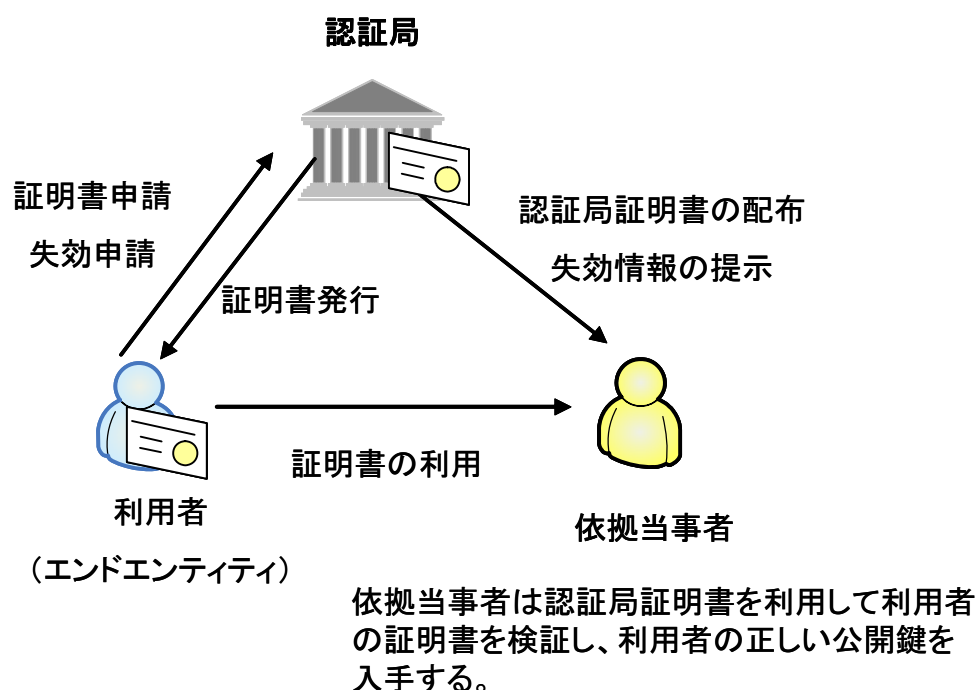 認証局
証明書申請
失効申請
認証局証明書の配布
失効情報の提示
証明書発行
証明書の利用
利用者
（エンドエンティティ）
依拠当事者
依拠当事者は認証局証明書を利用して利用者
の証明書を検証し、利用者の正しい公開鍵を
入手する。